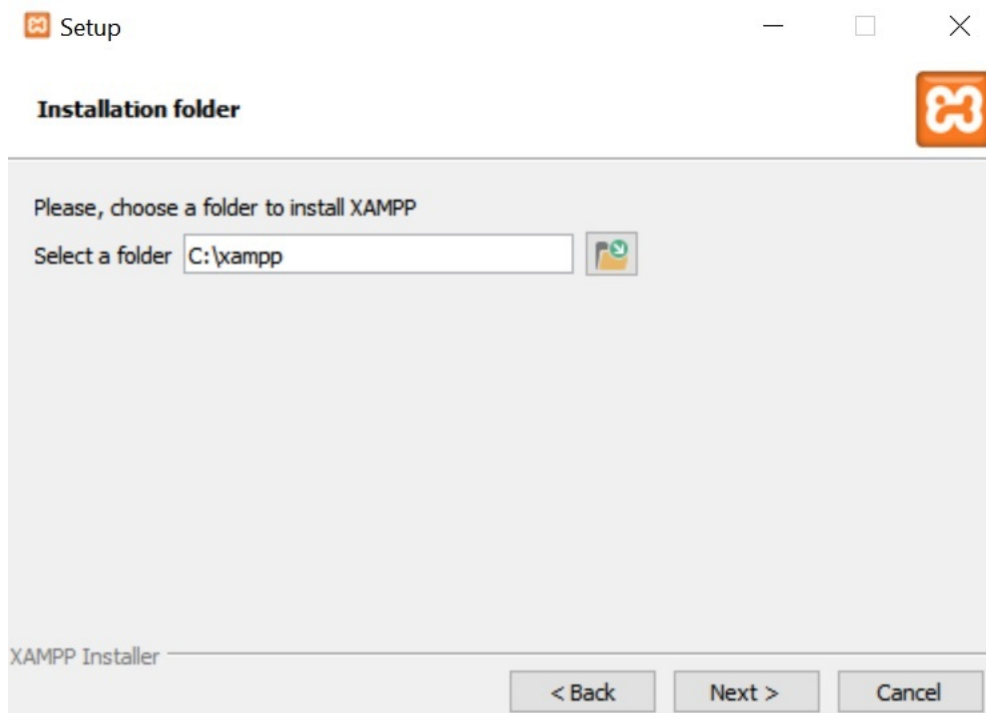 Setup
Installation folder
Please, choose a folder to install XAMPP
Select a folder C:\xampp
XAMPP Installer
< Back Next > Cancel